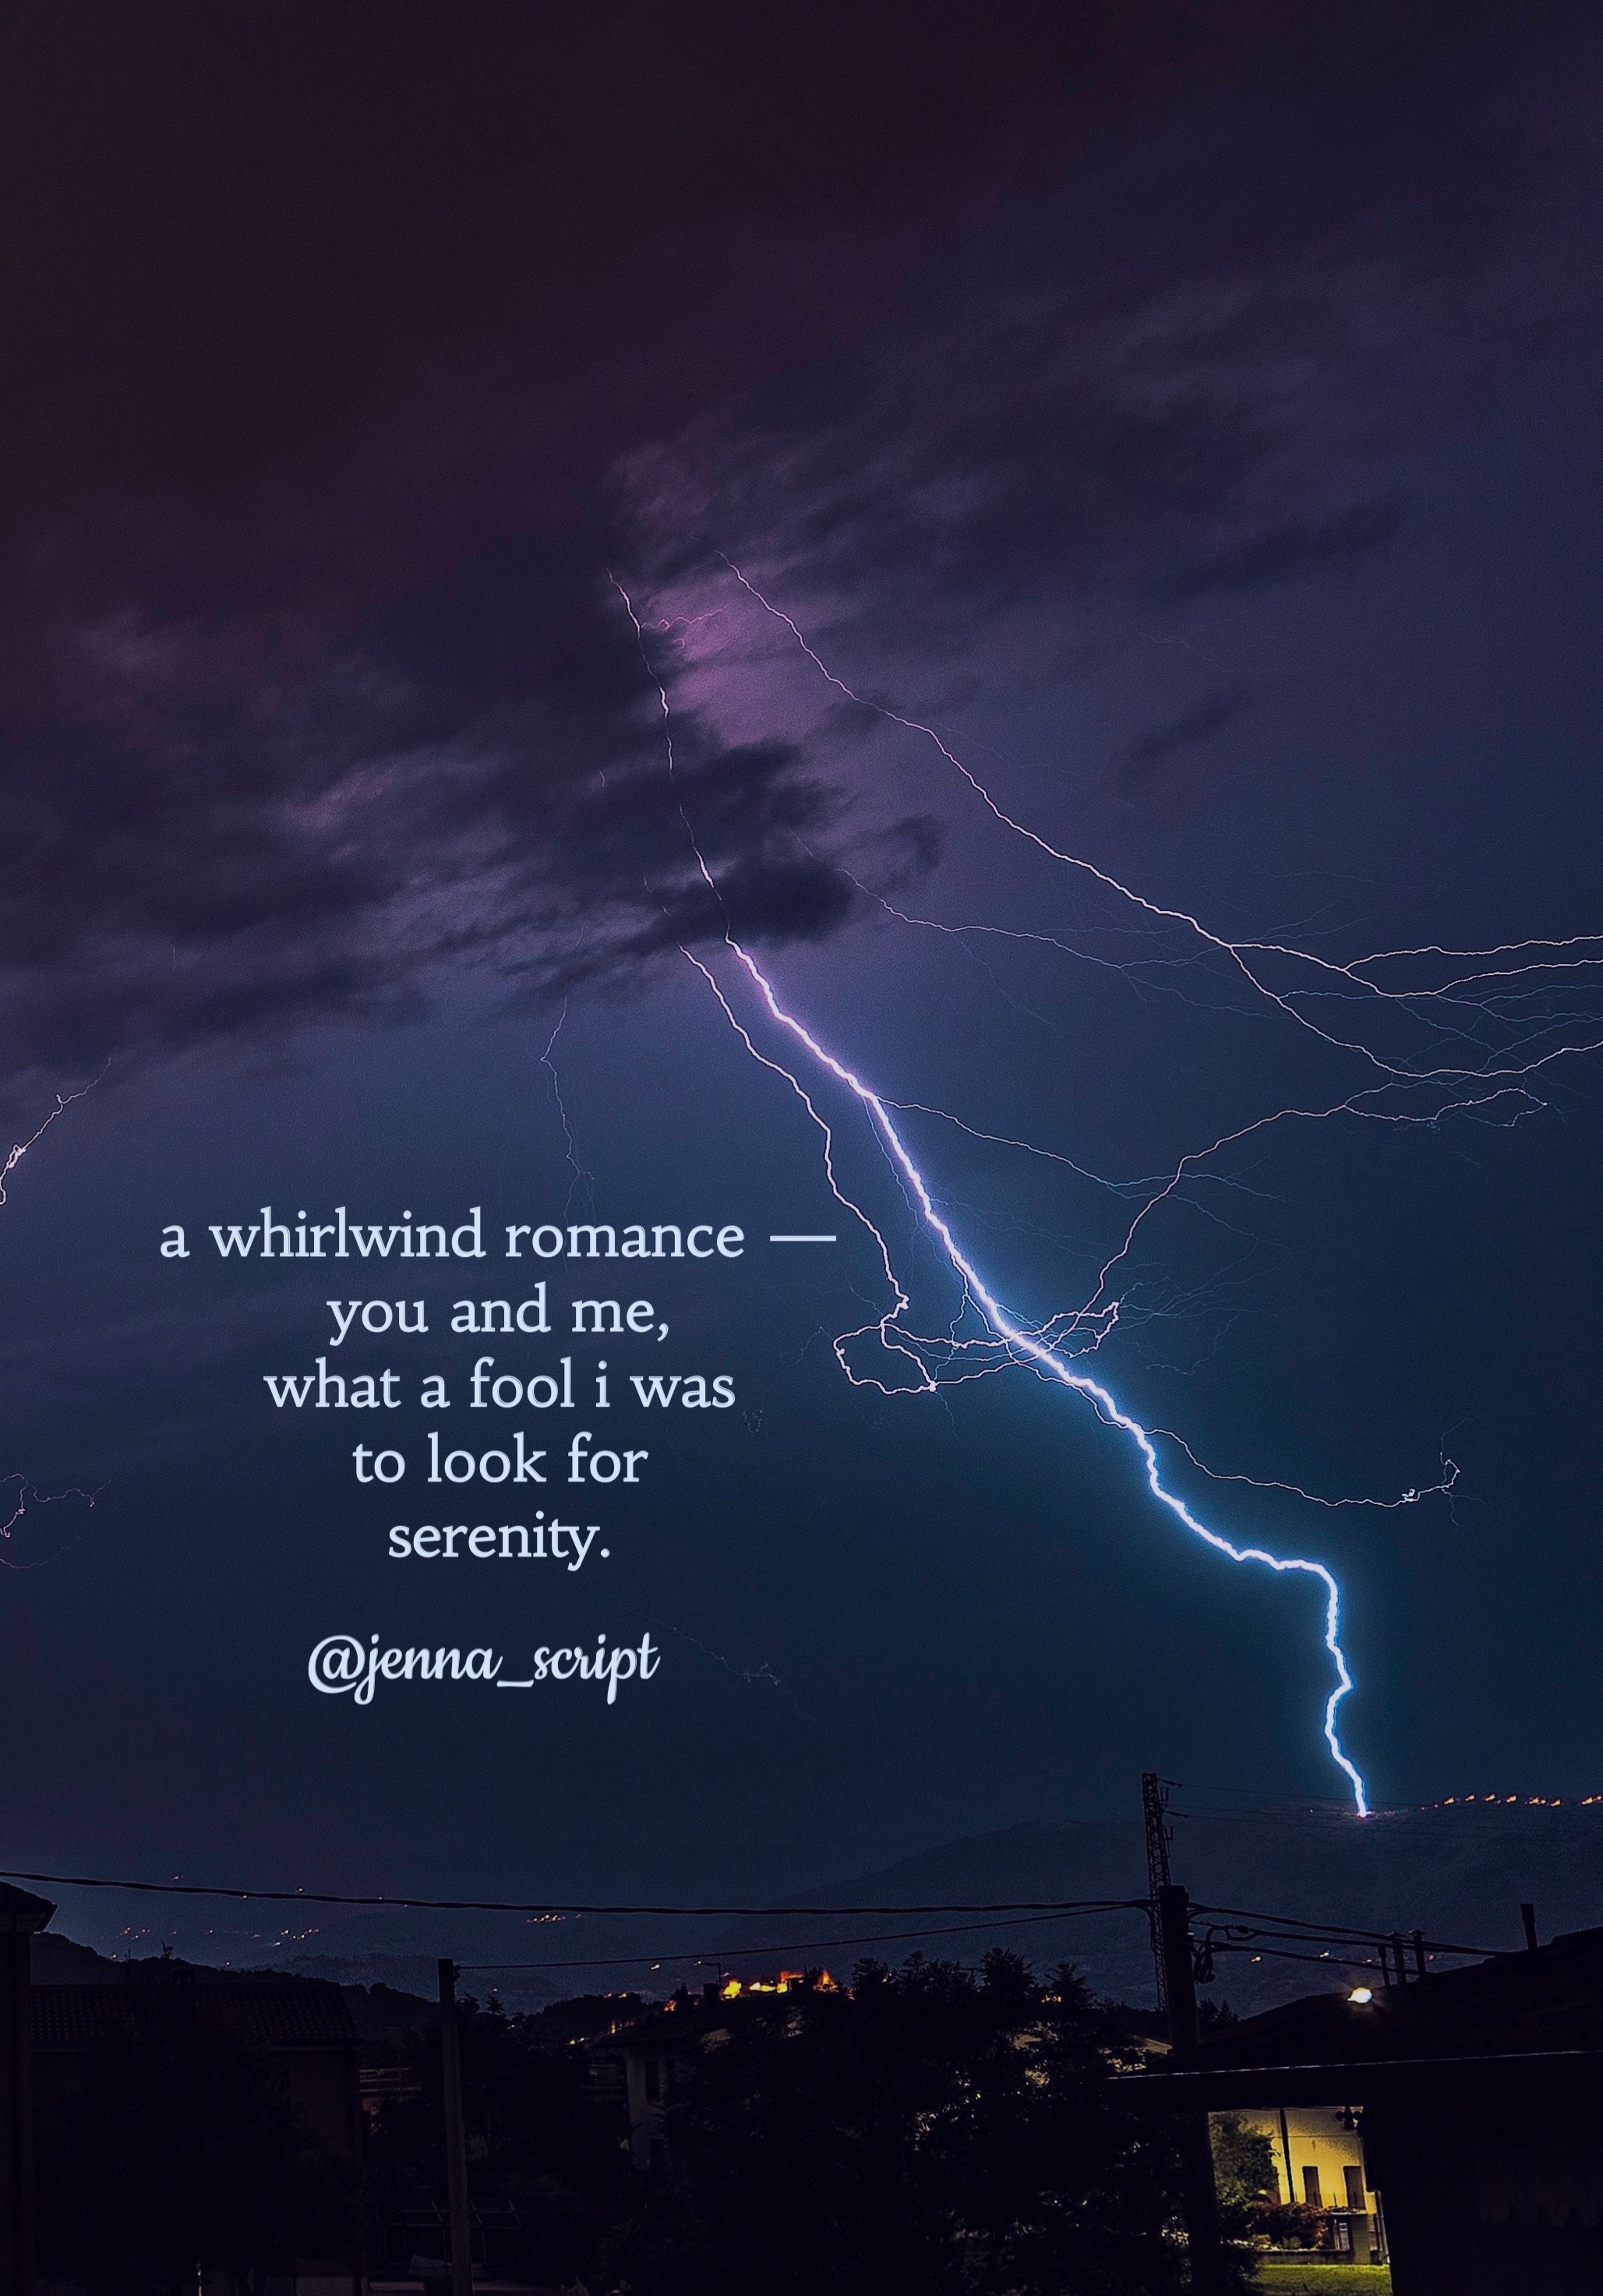 a whirlwind romance —
you and me,
what a fool i was
to look for
serenity.
@jenna_script